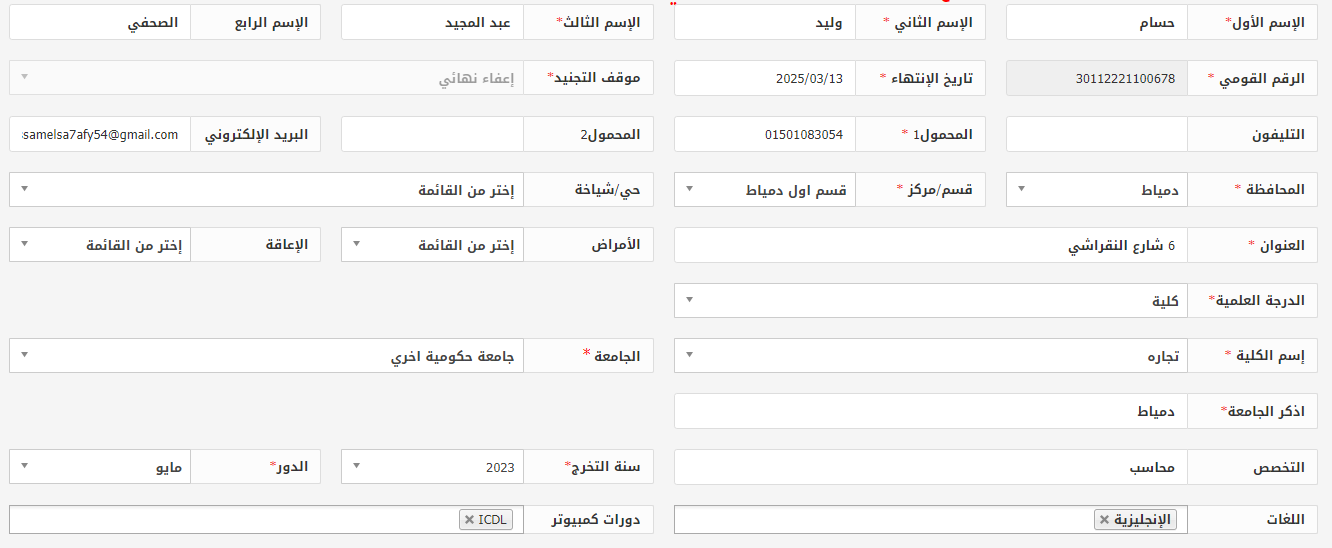 الإسم الأول* حسام الإسم الثاني * وليد الإسم الثالث* عبد المجيد الإسم الرابع الصحفي
الرقم القومي * 30112221100678 تاريخ الإنتهاء * 2025/03/13 موقف التجنيد* إعفاء نهائي
التليفون المحمول1 * 01501083054 المحمول2 البريد الإلكتروني samelsa7afy54@gmail.com
المحافظة * دمياط قسم/مركز * قسم اول دمياط حي/شياخة إختر من القائمة
العنوان * 6 شارع النقراشي الأمراض إختر من القائمة الإعاقة إختر من القائمة
الدرجة العلمية* كلية
إسم الكلية * تجاره الجامعة * جامعة حكومية اخري
اذكر الجامعة* دمياط
التخصص محاسب سنة التخرج* 2023 الدور* مايو
اللغات الإنجليزية × دورات كمبيوتر ICDL ×